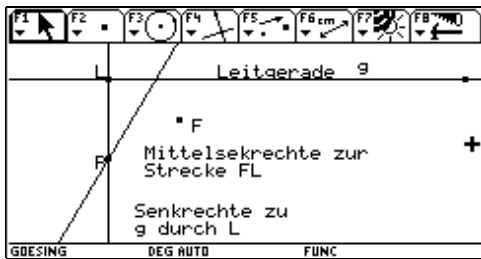 F1 F2 F3 F4 F5 F6 cm F7 F8
L Leitgerade g
F
P Mittelsekrechte zur
Strecke FL
Senkrechte zu
g durch L
GOESING DEG AUTO FUNC